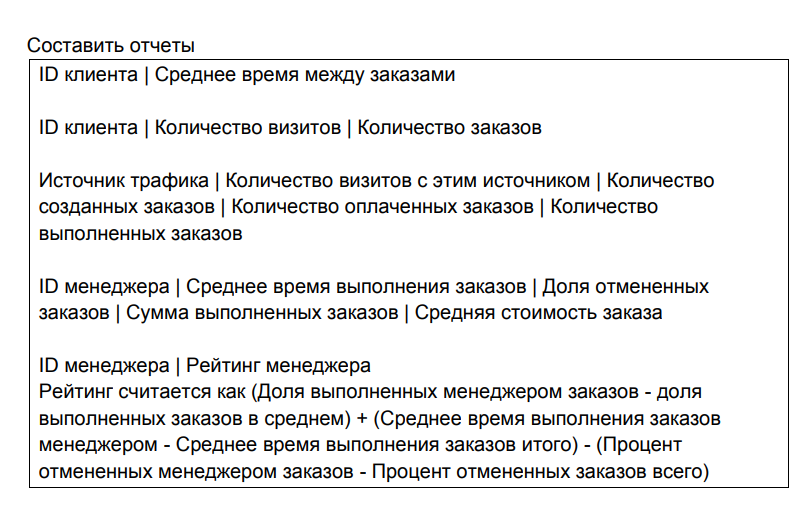 Составить отчеты
ID клиента | Среднее время между заказами
ID клиента | Количество визитов | Количество заказов
Источник трафика | Количество визитов с этим источником | Количество
созданных заказов | Количество оплаченных заказов | Количество
выполненных заказов
ID менеджера | Среднее время выполнения заказов | Доля отмененных
заказов | Сумма выполненных заказов | Средняя стоимость заказа
ID менеджера | Рейтинг менеджера
Рейтинг считается как (Доля выполненных менеджером заказов - доля
выполненных заказов в среднем) + (Среднее время выполнения заказов
менеджером - Среднее время выполнения заказов итого) - (Процент
отмененных менеджером заказов - Процент отмененных заказов всего)